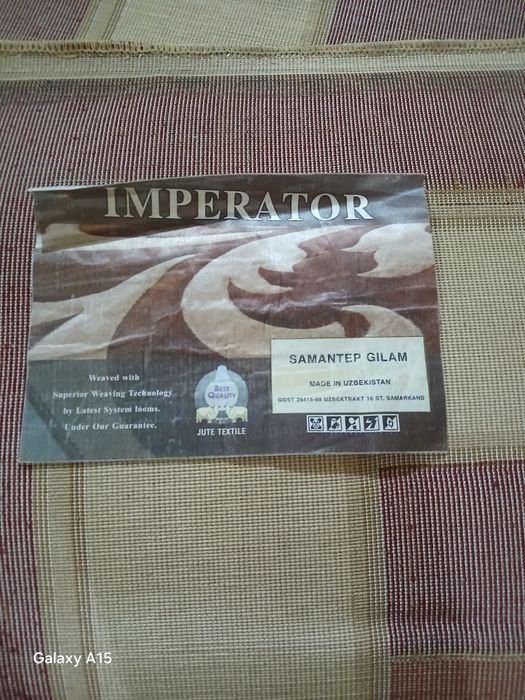 IMPERATOR
Weaved with
Superior Weaving Technology
by Latest System looms.
Under Our Guarantee.
BEST
QUALITY
JUTE TEXTILE
SAMANTEP GILAM
MADE IN UZBEKISTAN
GOST 28415-89 UZBEKTRAKT 16 ST, SAMARKAND
Galaxy A15